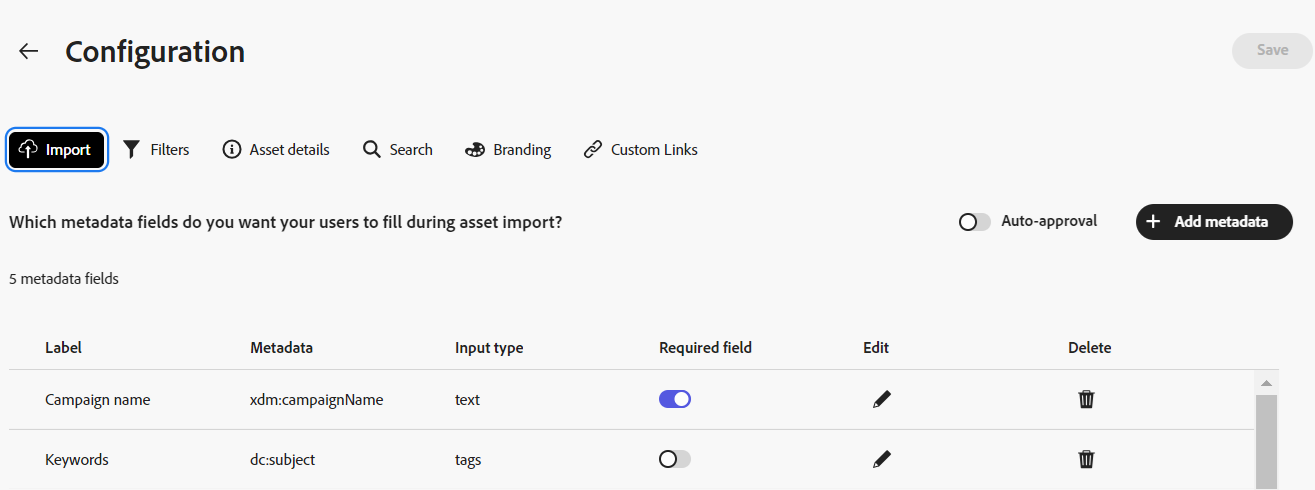 Configuration
Save
Import Filters Asset details Search Branding Custom Links
Which metadata fields do you want your users to fill during asset import? Auto-approval + Add metadata
5 metadata fields
Label Metadata Input type Required field Edit Delete
Campaign name xdm:campaignName text
Keywords dc:subject tags